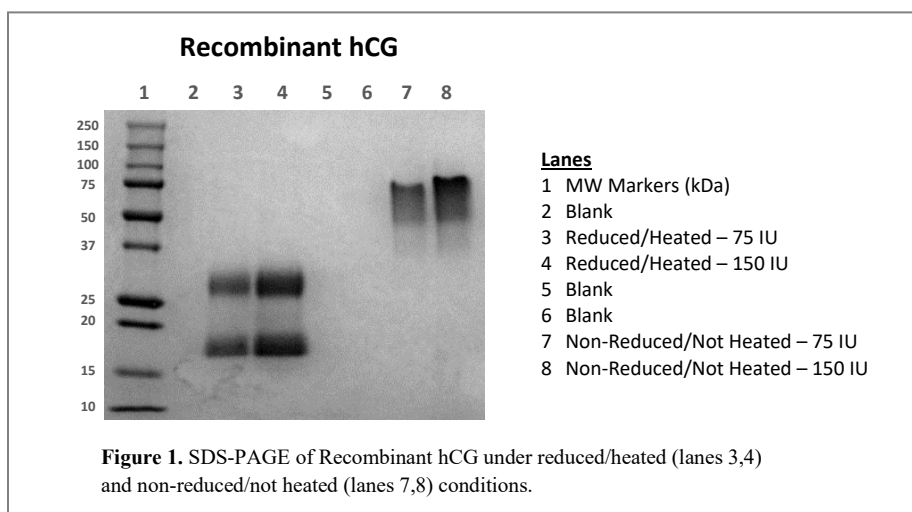 Recombinant hCG
1 2 3 4 5 6 7 8
250
150
100
75
50
37
25
20
15
10
Lanes
1 MW Markers (kDa)
2 Blank
3 Reduced/Heated – 75 IU
4 Reduced/Heated – 150 IU
5 Blank
6 Blank
7 Non-Reduced/Not Heated – 75 IU
8 Non-Reduced/Not Heated – 150 IU
Figure 1. SDS-PAGE of Recombinant hCG under reduced/heated (lanes 3,4)
and non-reduced/not heated (lanes 7,8) conditions.